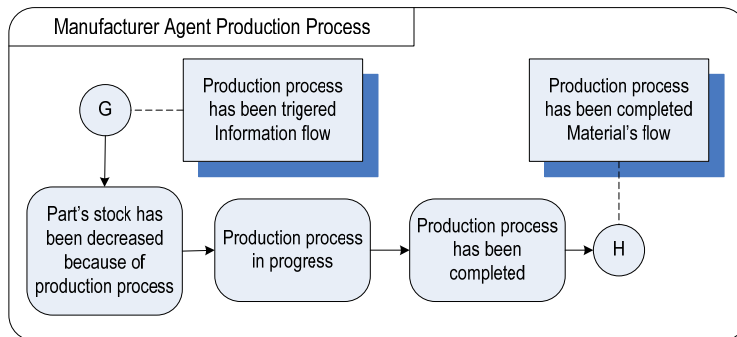 Manufacturer Agent Production Process
G
Production process
has been trigered
Information flow
Production process
has been completed
Material's flow
Part's stock has
been decreased
because of
production process
Production process
in progress
Production process
has been
completed
H